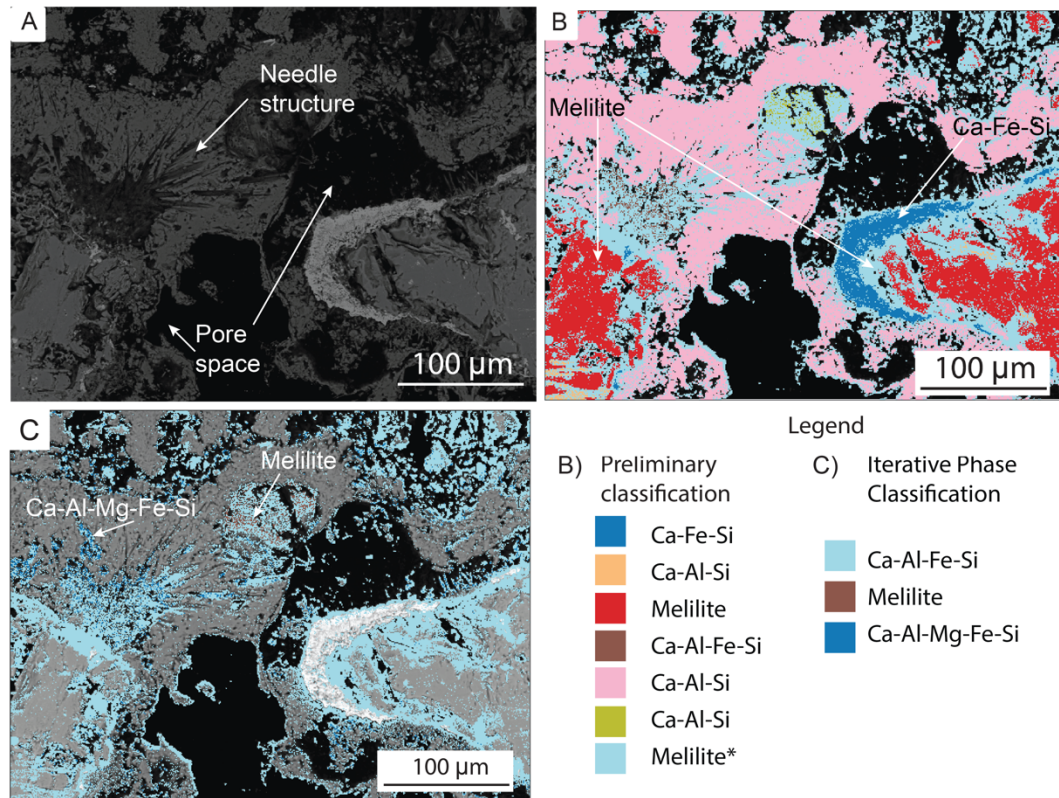 A
Needle
structure
Pore
space
100 µm
B
Melilite
Ca-Fe-Si
100 µm
C
Melilite
Ca-Al-Mg-Fe-Si
100 µm
Legend
B) Preliminary
classification
Ca-Fe-Si
Ca-Al-Si
Melilite
Ca-Al-Fe-Si
Ca-Al-Si
Ca-Al-Si
Melilite*
C) Iterative Phase
Classification
Ca-Al-Fe-Si
Melilite
Ca-Al-Mg-Fe-Si